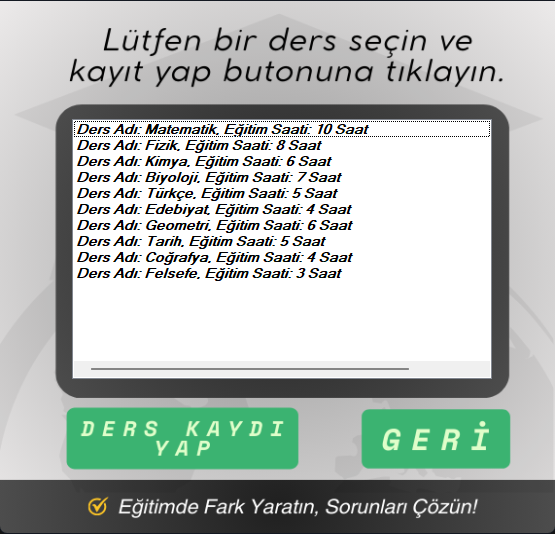 Lütfen bir ders seçin ve
kayıt yap butonuna tıklayın.
Ders Adı: Matematik, Eğitim Saati: 10 Saat
Ders Adı: Fizik, Eğitim Saati: 8 Saat
Ders Adı: Kimya, Eğitim Saati: 6 Saat
Ders Adı: Biyoloji, Eğitim Saati: 7 Saat
Ders Adı: Türkçe, Eğitim Saati: 5 Saat
Ders Adı: Edebiyat, Eğitim Saati: 4 Saat
Ders Adı: Geometri, Eğitim Saati: 6 Saat
Ders Adı: Tarih, Eğitim Saati: 5 Saat
Ders Adı: Coğrafya, Eğitim Saati: 4 Saat
Ders Adı: Felsefe, Eğitim Saati: 3 Saat
DERS KAYDI
YAP
GERİ
Eğitimde Fark Yaratın, Sorunları Çözün!